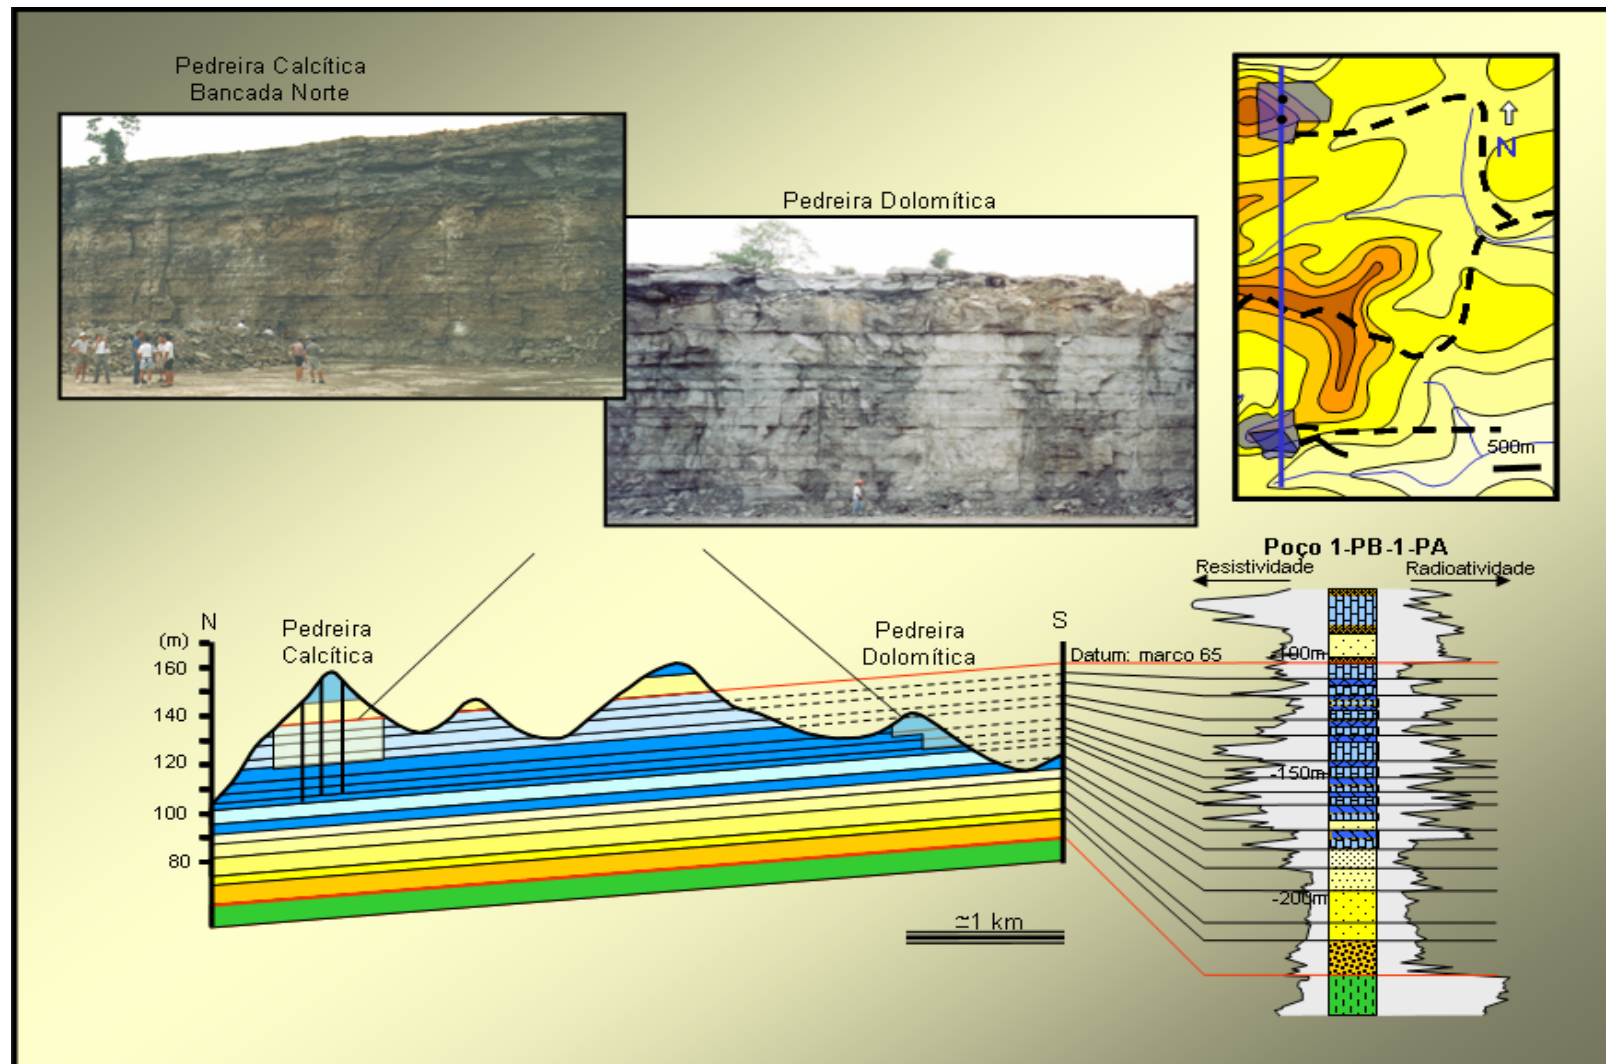 Pedreira Calcítica
Bancada Norte
Pedreira Dolomítica
N
500m
Poço 1-PB-1-PA
Resistividade
Radioatividade
N
S
(m)
160
140
120
100
80
Pedreira
Calcítica
Pedreira
Dolomítica
Datum: marco 65
-100m
-150m
-200m
≃1 km